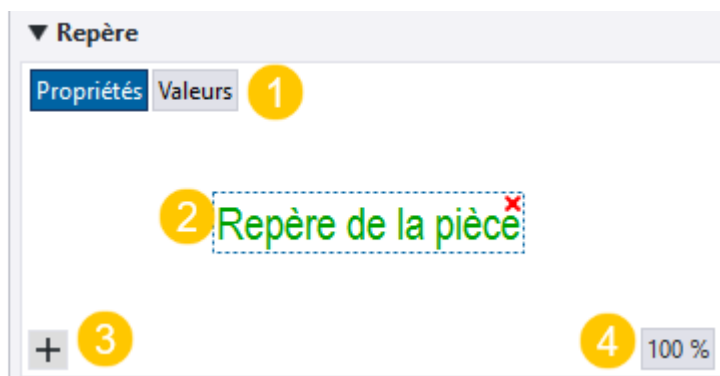 ▼ Repère
Propriétés Valeurs 1
2 Repère de la pièce
+ 3 4 100 %